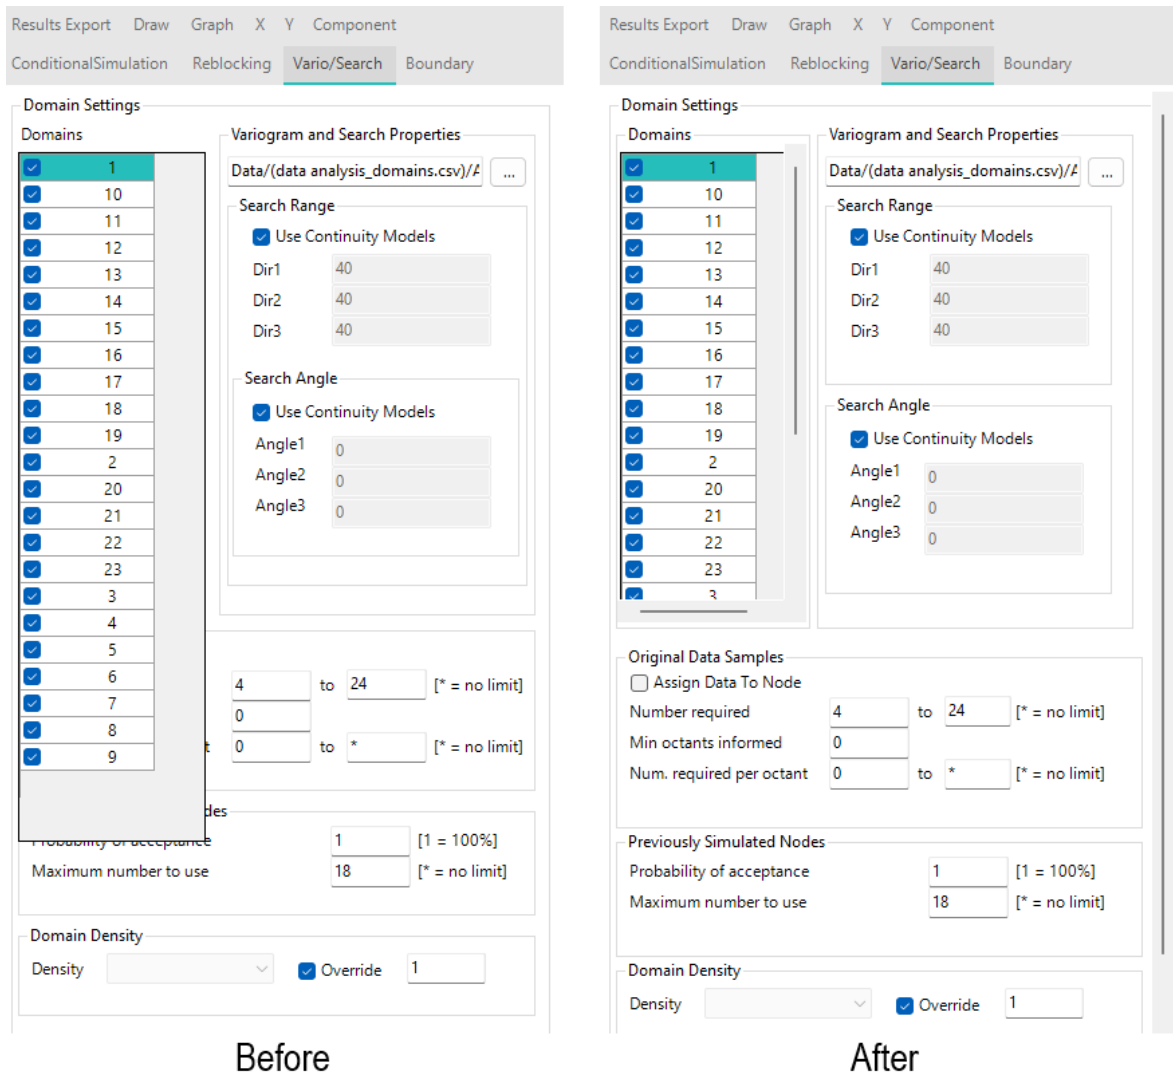 Results Export Draw Graph X Y Component
ConditionalSimulation Reblocking Vario/Search Boundary
Domain Settings
Domains
1
10
11
12
13
14
15
16
17
18
19
2
20
21
22
23
3
4
5
6
7
8
9
Variogram and Search Properties
Data/(data analysis_domains.csv)/A ...
Search Range
Use Continuity Models
Dir1 40
Dir2 40
Dir3 40
Search Angle
Use Continuity Models
Angle1 0
Angle2 0
Angle3 0
4 to 24 [* = no limit]
0
t 0 to * [* = no limit]
des
Probability of acceptance 1 [1 = 100%]
Maximum number to use 18 [* = no limit]
Domain Density
Density Override 1
Before
Results Export Draw Graph X Y Component
ConditionalSimulation Reblocking Vario/Search Boundary
Domain Settings
Domains
1
10
11
12
13
14
15
16
17
18
19
2
20
21
22
23
3
Variogram and Search Properties
Data/(data analysis_domains.csv)/A ...
Search Range
Use Continuity Models
Dir1 40
Dir2 40
Dir3 40
Search Angle
Use Continuity Models
Angle1 0
Angle2 0
Angle3 0
Original Data Samples
Assign Data To Node
Number required 4 to 24 [* = no limit]
Min octants informed 0
Num. required per octant 0 to * [* = no limit]
Previously Simulated Nodes
Probability of acceptance 1 [1 = 100%]
Maximum number to use 18 [* = no limit]
Domain Density
Density Override 1
After